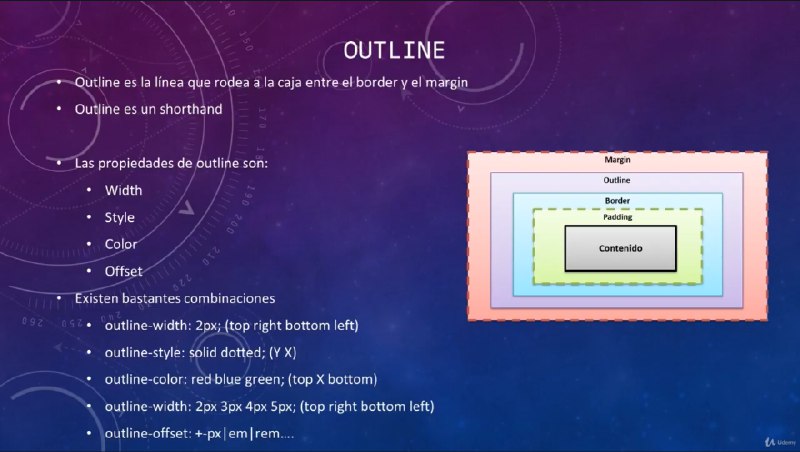 OUTLINE
• Outline es la línea que rodea a la caja entre el border y el margin
• Outline es un shorthand
• Las propiedades de outline son:
• Width
• Style
• Color
• Offset
• Existen bastantes combinaciones
• outline-width: 2px; (top right bottom left)
• outline-style: solid dotted; (Y X)
• outline-color: red blue green; (top X bottom)
• outline-width: 2px 3px 4px 5px; (top right bottom left)
• outline-offset: +-px|em|rem....
Margin
Outline
Border
Padding
Contenido
Udemy